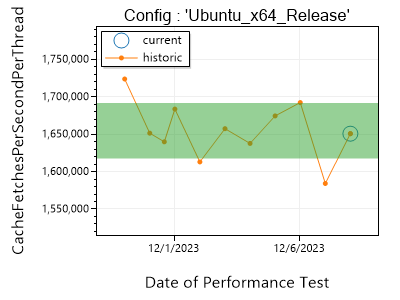 Config : 'Ubuntu_x64_Release'
current
historic
CacheFetchesPerSecondPerThread
1,750,000
1,700,000
1,650,000
1,600,000
1,550,000
12/1/2023
12/6/2023
Date of Performance Test